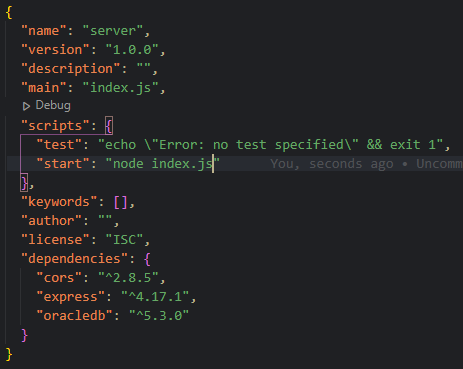 {
"name": "server",
"version": "1.0.0",
"description": "",
"main": "index.js",
Debug
"scripts": {
"test": "echo \"Error: no test specified\" && exit 1",
"start": "node index.js" You, seconds ago • Uncomm
},
"keywords": [],
"author": "",
"license": "ISC",
"dependencies": {
"cors": "^2.8.5",
"express": "^4.17.1",
"oracledb": "^5.3.0"
}
}